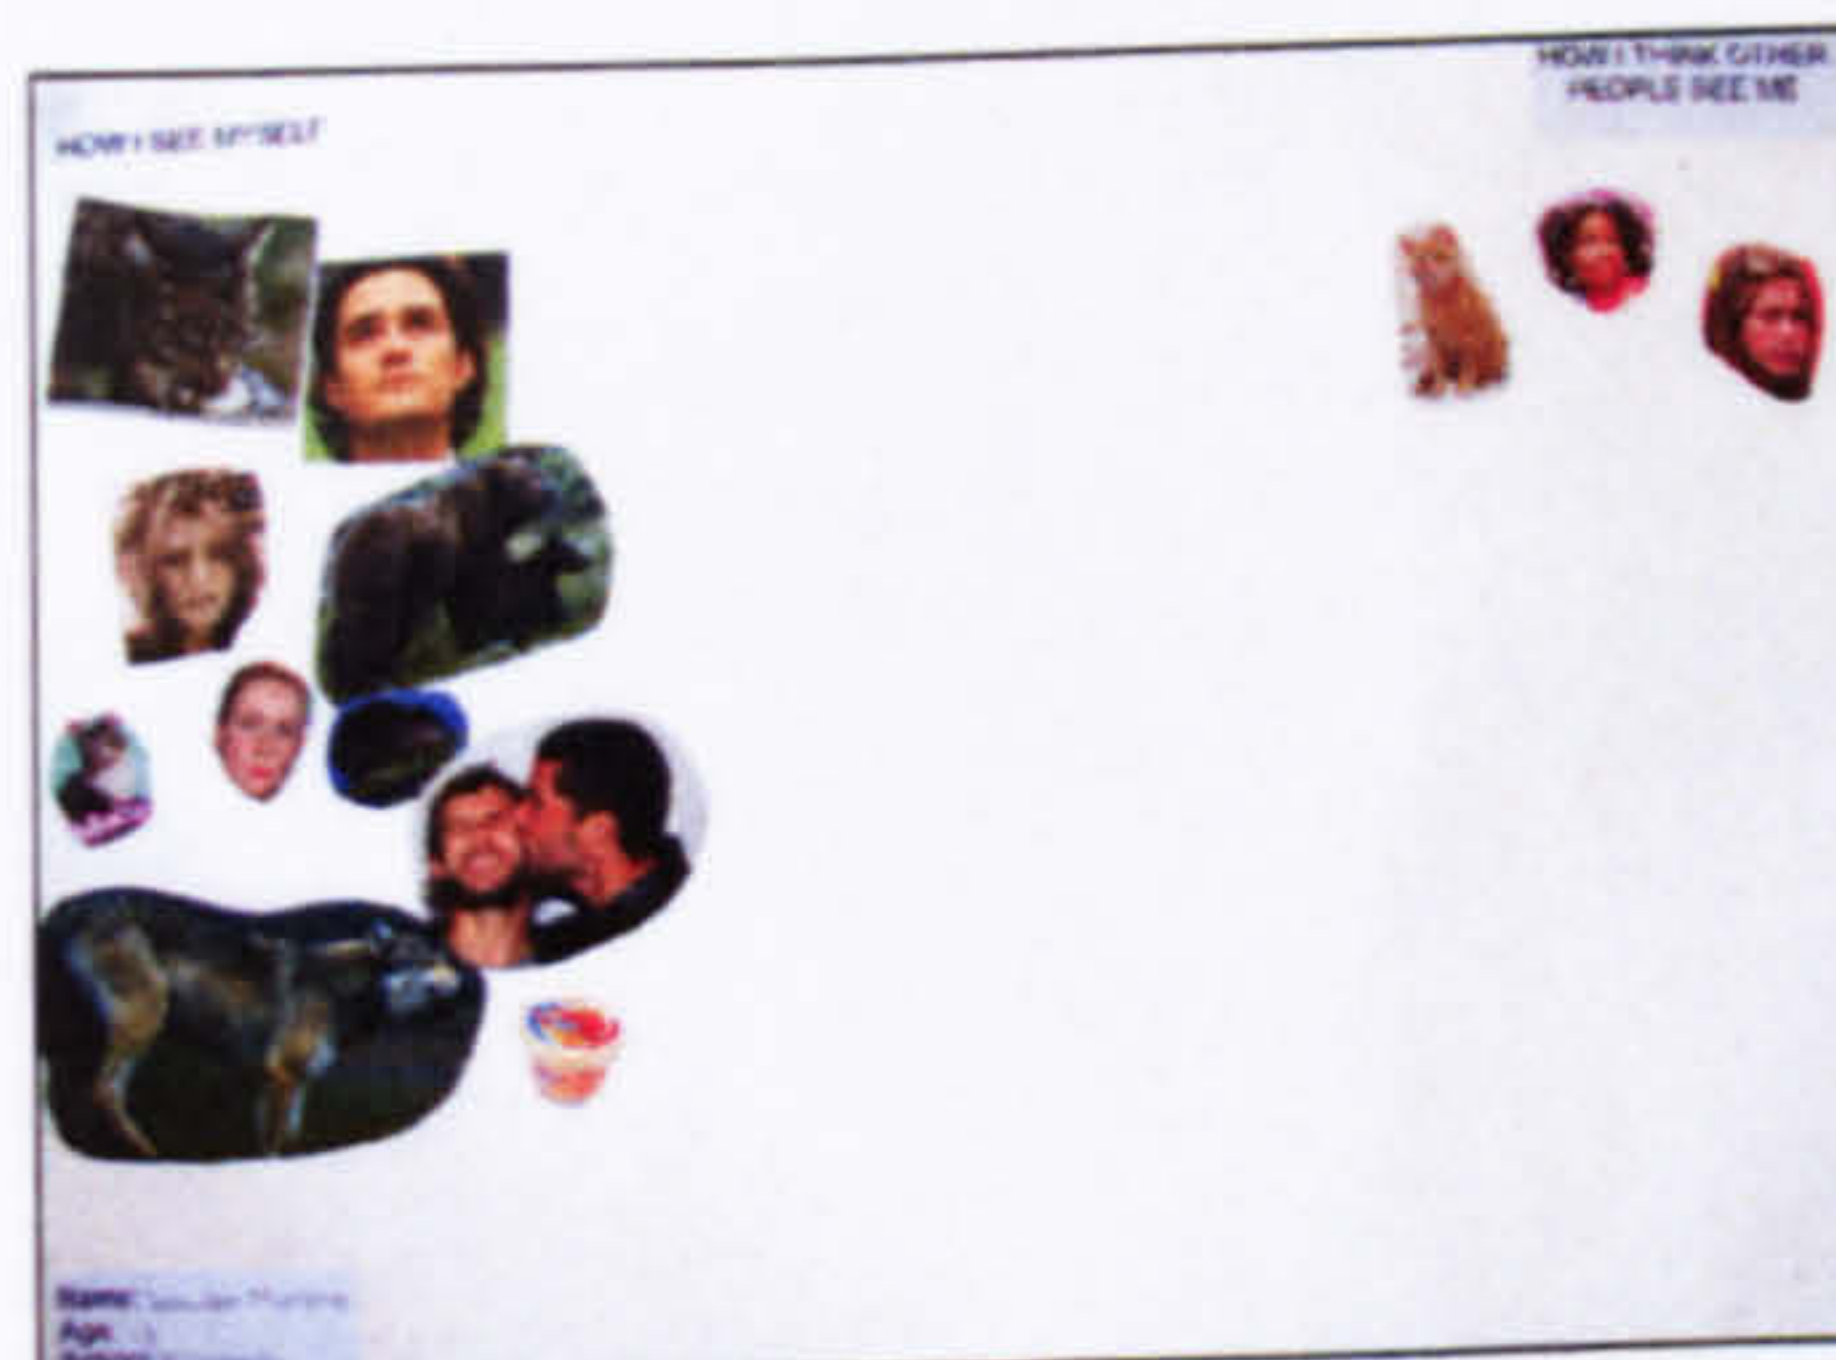 HOW I SEE MYSELF
HOW I THINK OTHER
PEOPLE SEE ME
Name:
Age: